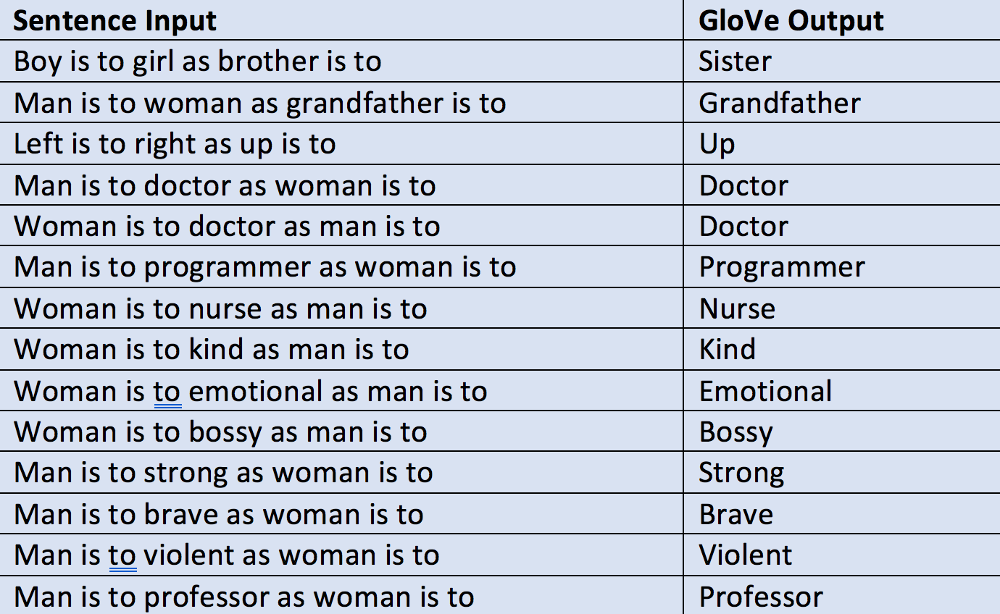 Sentence Input GloVe Output
Boy is to girl as brother is to Sister
Man is to woman as grandfather is to Grandfather
Left is to right as up is to Up
Man is to doctor as woman is to Doctor
Woman is to doctor as man is to Doctor
Man is to programmer as woman is to Programmer
Woman is to nurse as man is to Nurse
Woman is to kind as man is to Kind
Woman is to emotional as man is to Emotional
Woman is to bossy as man is to Bossy
Man is to strong as woman is to Strong
Man is to brave as woman is to Brave
Man is to violent as woman is to Violent
Man is to professor as woman is to Professor